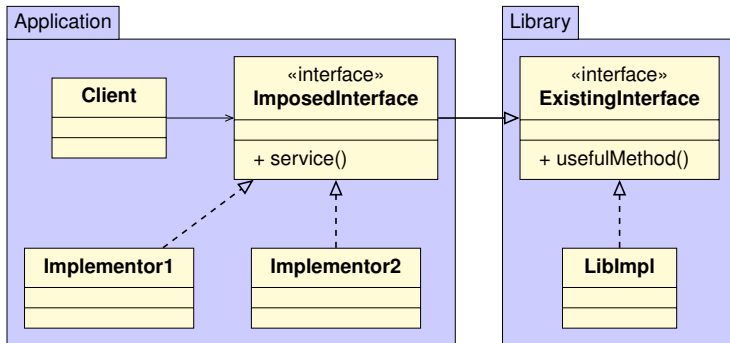 Application
Library
Client
«interface»
ImposedInterface
+ service()
«interface»
ExistingInterface
+ usefulMethod()
Implementor1
Implementor2
LibImpl